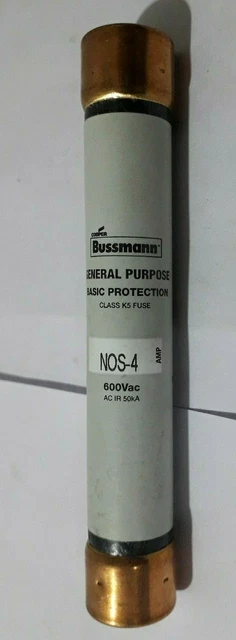 COOPER
Bussmann
GENERAL PURPOSE
BASIC PROTECTION
CLASS K5 FUSE
NOS-4
AMP
600Vac
AC IR 50kA